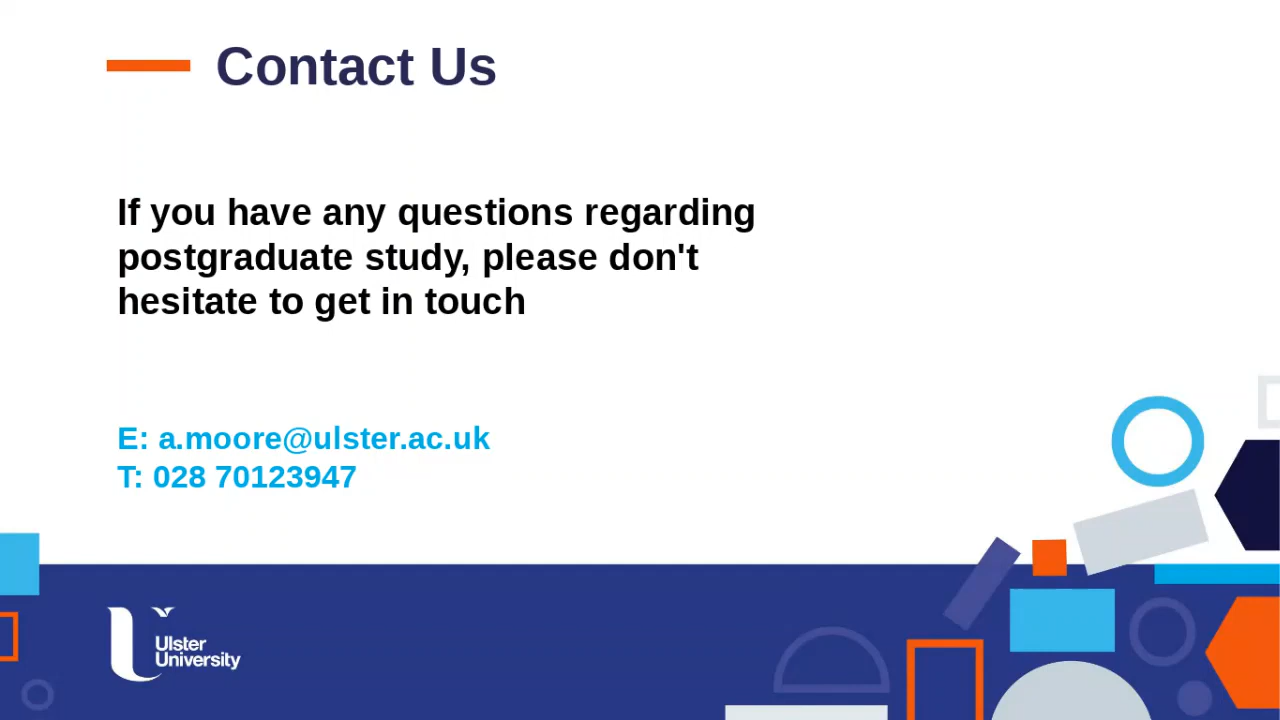 Contact Us
If you have any questions regarding
postgraduate study, please don't
hesitate to get in touch
E: a.moore@ulster.ac.uk
T: 028 70123947
Ulster
University